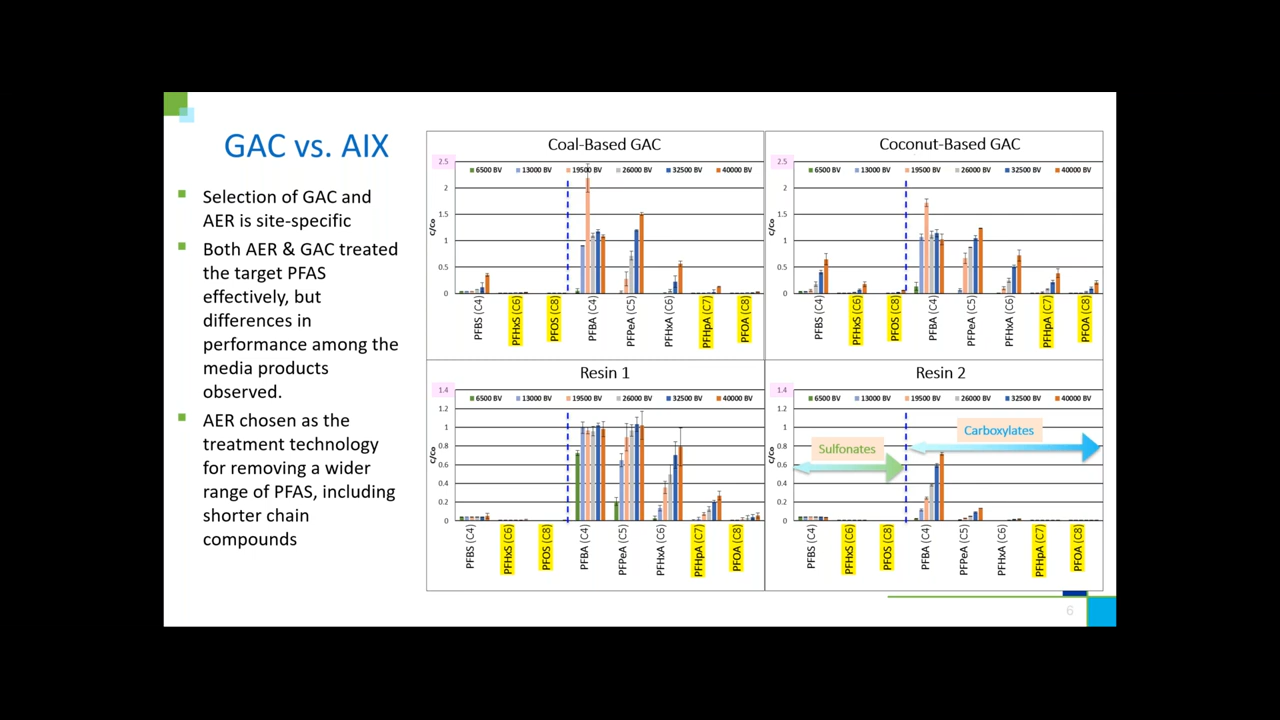 GAC vs. AIX
Selection of GAC and
AER is site-specific
Both AER & GAC treated
the target PFAS
effectively, but
differences in
performance among the
media products
observed.
AER chosen as the
treatment technology
for removing a wider
range of PFAS, including
shorter chain
compounds
Coal-Based GAC
6500 BV 13000 BV 19500 BV 26000 BV 32500 BV 40000 BV
C/Co
2.5
2
1.5
1
0.5
0
PFBS (C4)
PFHxS (C6)
PFOS (C8)
PFBA (C4)
PFPeA (C5)
PFHxA (C6)
PFHpA (C7)
PFOA (C8)
Coconut-Based GAC
6500 BV 13000 BV 19500 BV 26000 BV 32500 BV 40000 BV
C/Co
2.5
2
1.5
1
0.5
0
PFBS (C4)
PFHxS (C6)
PFOS (C8)
PFBA (C4)
PFPeA (C5)
PFHxA (C6)
PFHpA (C7)
PFOA (C8)
Resin 1
6500 BV 13000 BV 19500 BV 26000 BV 32500 BV 40000 BV
C/Co
1.4
1.2
1
0.8
0.6
0.4
0.2
0
PFBS (C4)
PFHxS (C6)
PFOS (C8)
PFBA (C4)
PFPeA (C5)
PFHxA (C6)
PFHpA (C7)
PFOA (C8)
Resin 2
6500 BV 13000 BV 19500 BV 26000 BV 32500 BV 40000 BV
C/Co
1.4
1.2
1
0.8
0.6
0.4
0.2
0
Carboxylates
Sulfonates
PFBS (C4)
PFHxS (C6)
PFOS (C8)
PFBA (C4)
PFPeA (C5)
PFHxA (C6)
PFHpA (C7)
PFOA (C8)
6